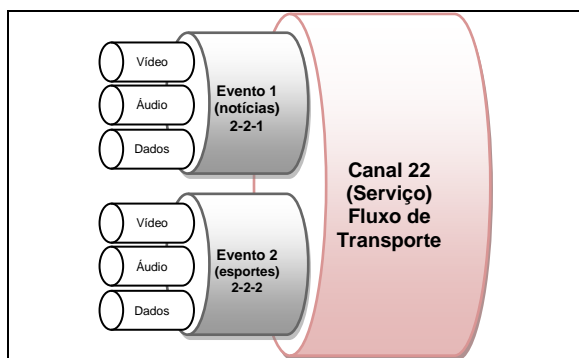 Vídeo
Áudio
Dados
Evento 1
(notícias)
2-2-1
Vídeo
Áudio
Dados
Evento 2
(esportes)
2-2-2
Canal 22
(Serviço)
Fluxo de
Transporte